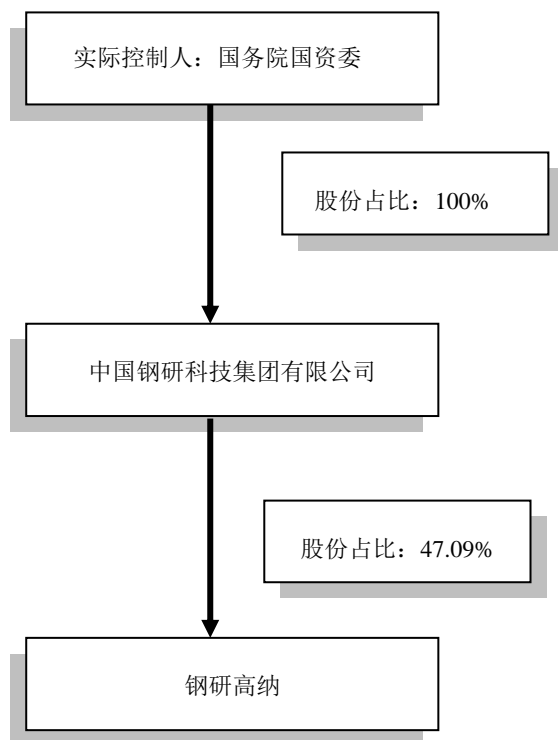 实际控制人：国务院国资委
股份占比：100%
中国钢研科技集团有限公司
股份占比：47.09%
钢研高纳